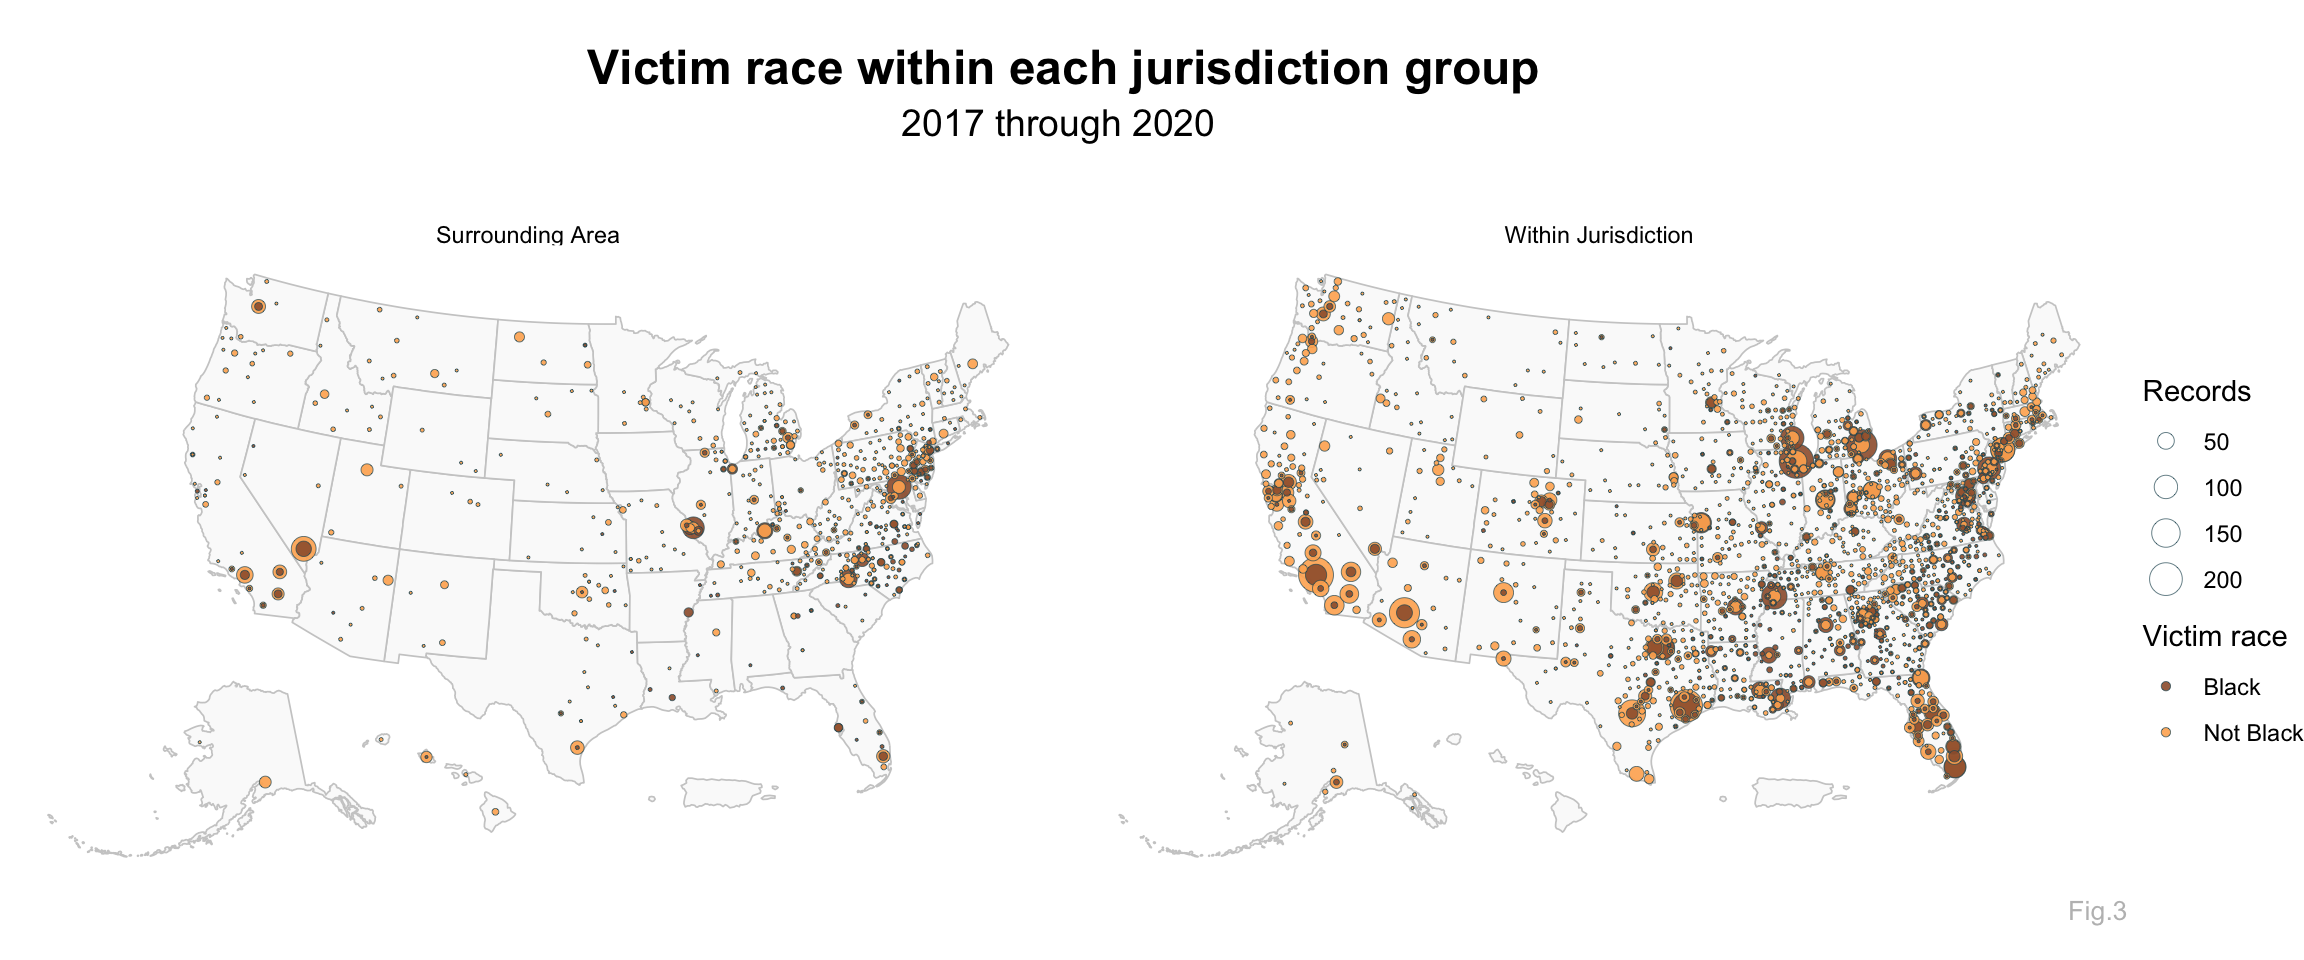 Victim race within each jurisdiction group
2017 through 2020
Surrounding Area
Within Jurisdiction
Records
50
100
150
200
Victim race
Black
Not Black
Fig.3